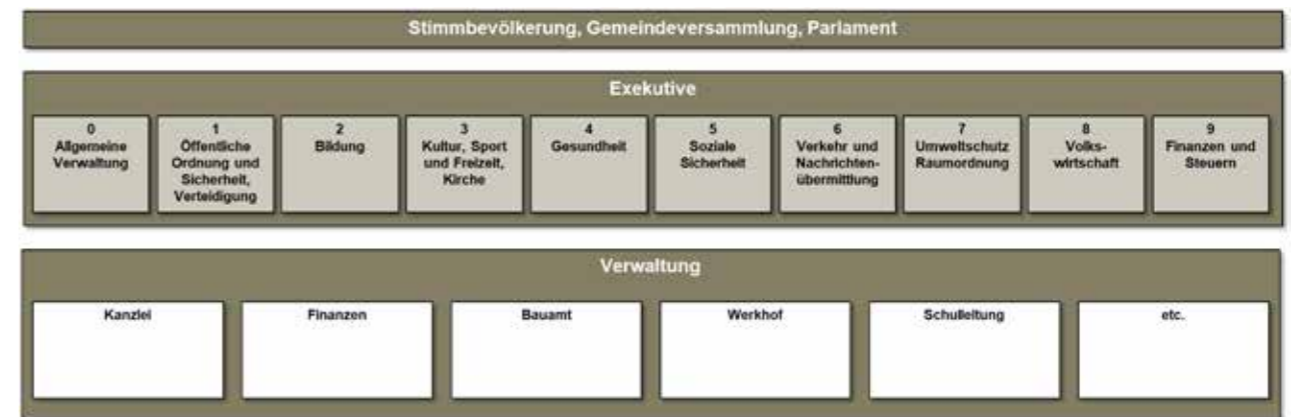 Stimmbevölkerung, Gemeindeversammlung, Parlament
Exekutive
0
Allgemeine
Verwaltung
1
Öffentliche
Ordnung und
Sicherheit,
Verteidigung
2
Bildung
3
Kultur, Sport
und Freizeit,
Kirche
4
Gesundheit
5
Soziale
Sicherheit
6
Verkehr und
Nachrichten-
übermittlung
7
Umweltschutz
Raumordnung
8
Volks-
wirtschaft
9
Finanzen und
Steuern
Verwaltung
Kanzlei
Finanzen
Bauamt
Werkhof
Schulleitung
etc.